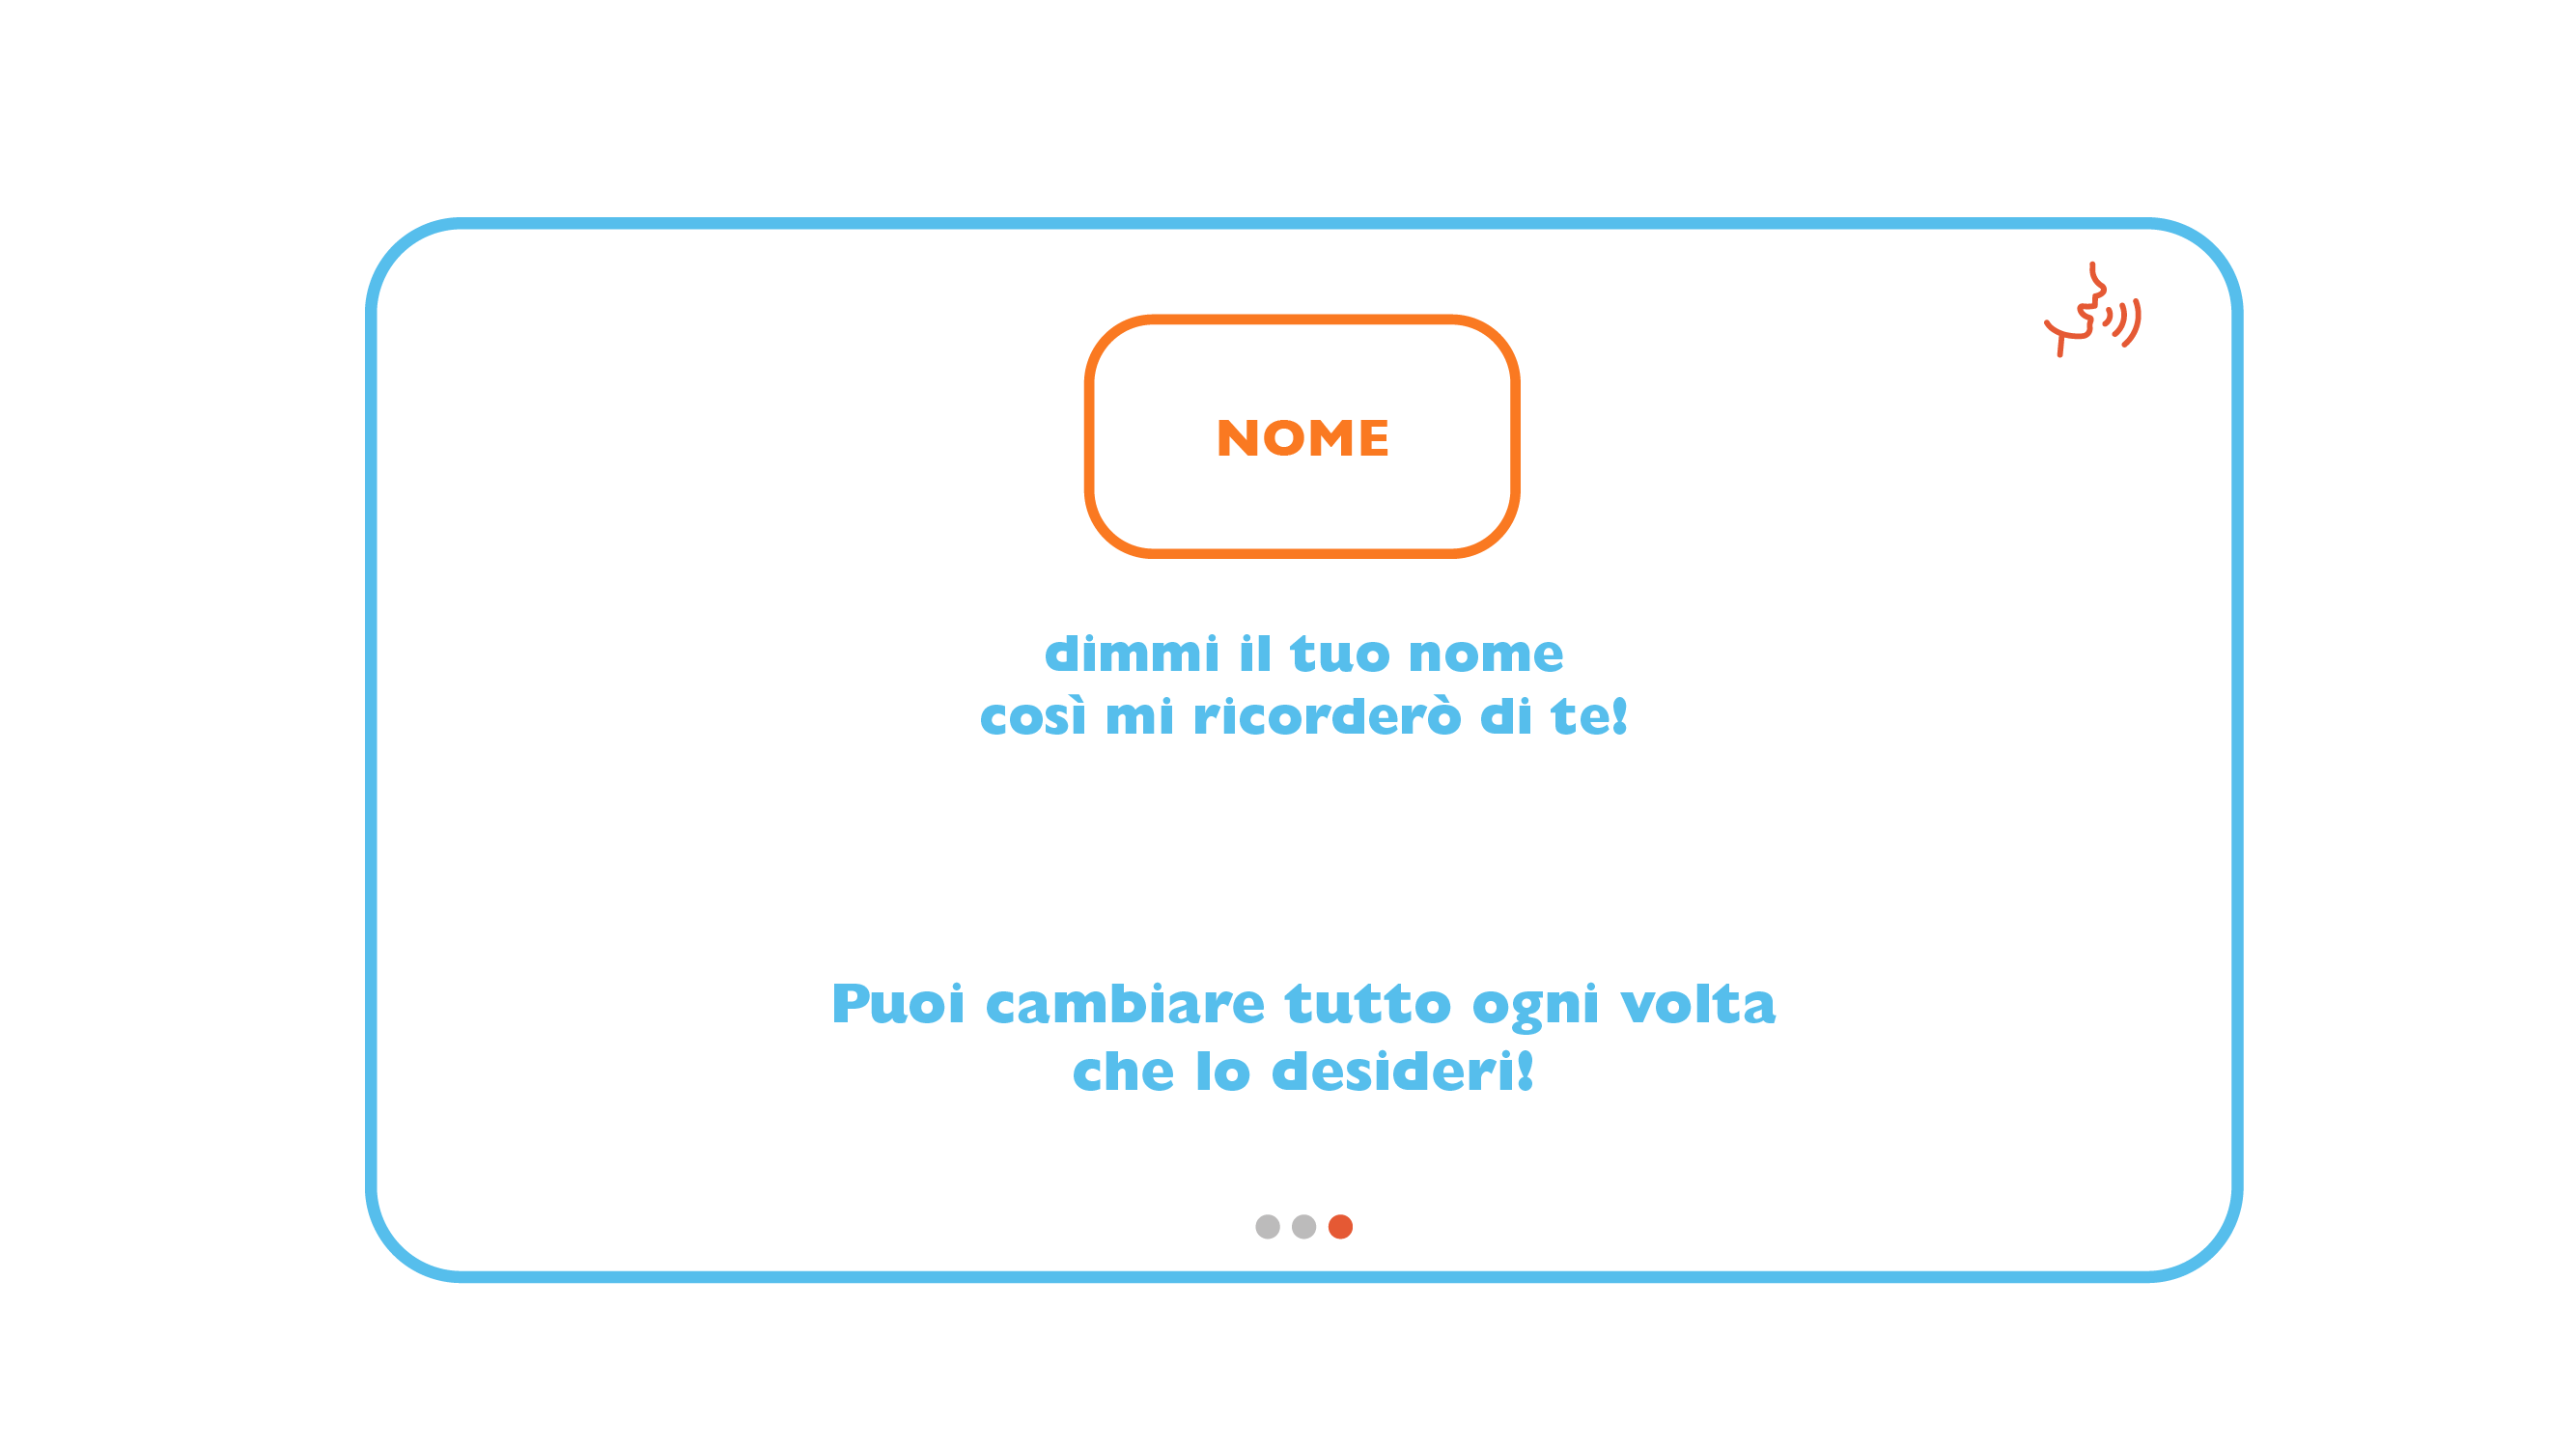 NOME
dimmi il tuo nome
così mi ricorderò di te!
Puoi cambiare tutto ogni volta
che lo desideri!